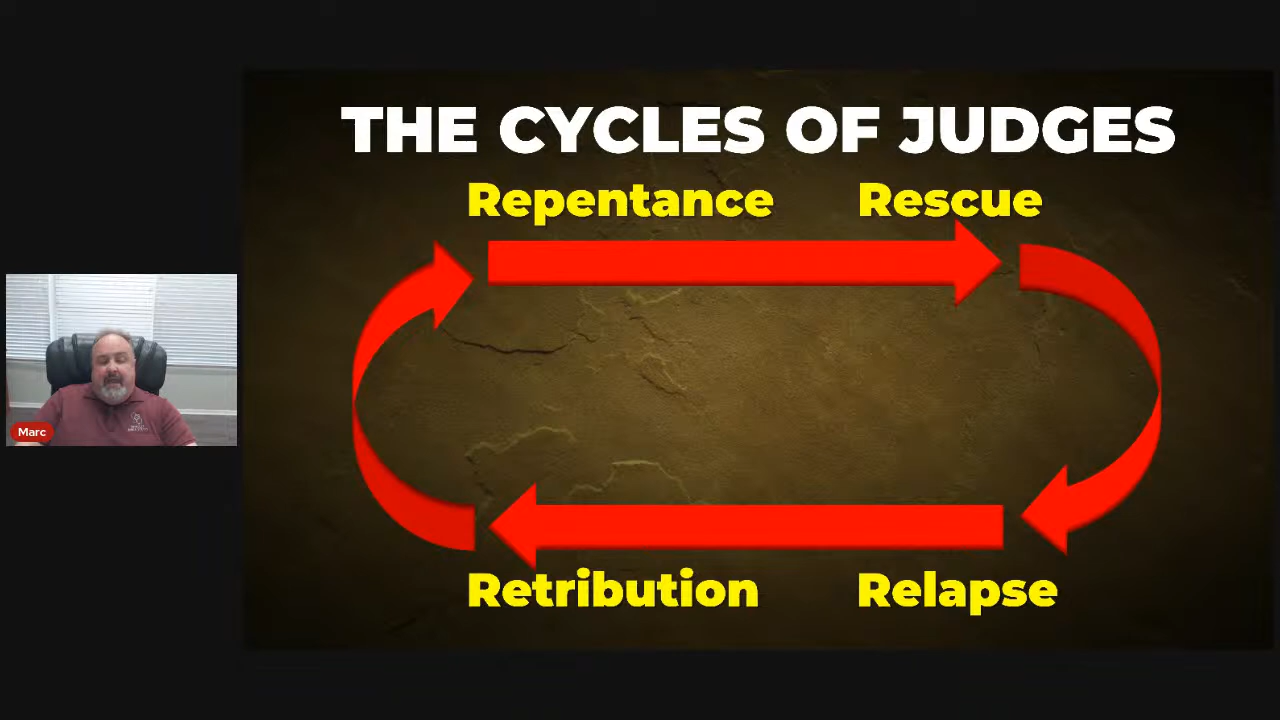 THE CYCLES OF JUDGES
Repentance Rescue
Marc
Retribution Relapse